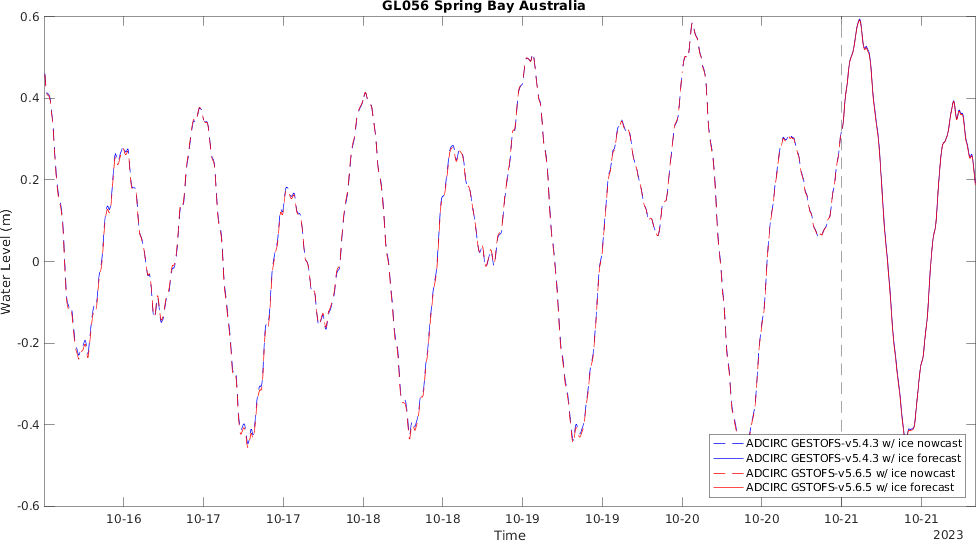 GL056 Spring Bay Australia
Water Level (m)
0.6
0.4
0.2
0
-0.2
-0.4
-0.6
ADCIRC GESTOFS-v5.4.3 w/ ice nowcast
ADCIRC GESTOFS-v5.4.3 w/ ice forecast
ADCIRC GSTOFS-v5.6.5 w/ ice nowcast
ADCIRC GSTOFS-v5.6.5 w/ ice forecast
10-16 10-17 10-17 10-18 10-18 10-19 10-19 10-20 10-20 10-21 10-21
Time
2023